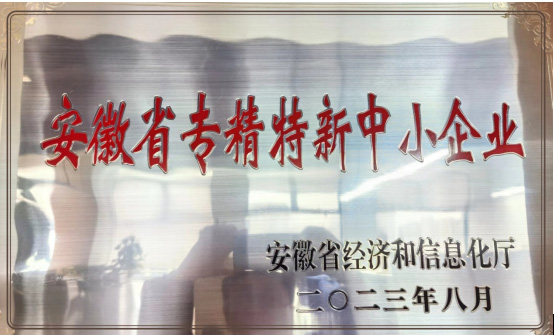 安徽省专精特新中小企业
安徽省经济和信息化厅
二〇二三年八月